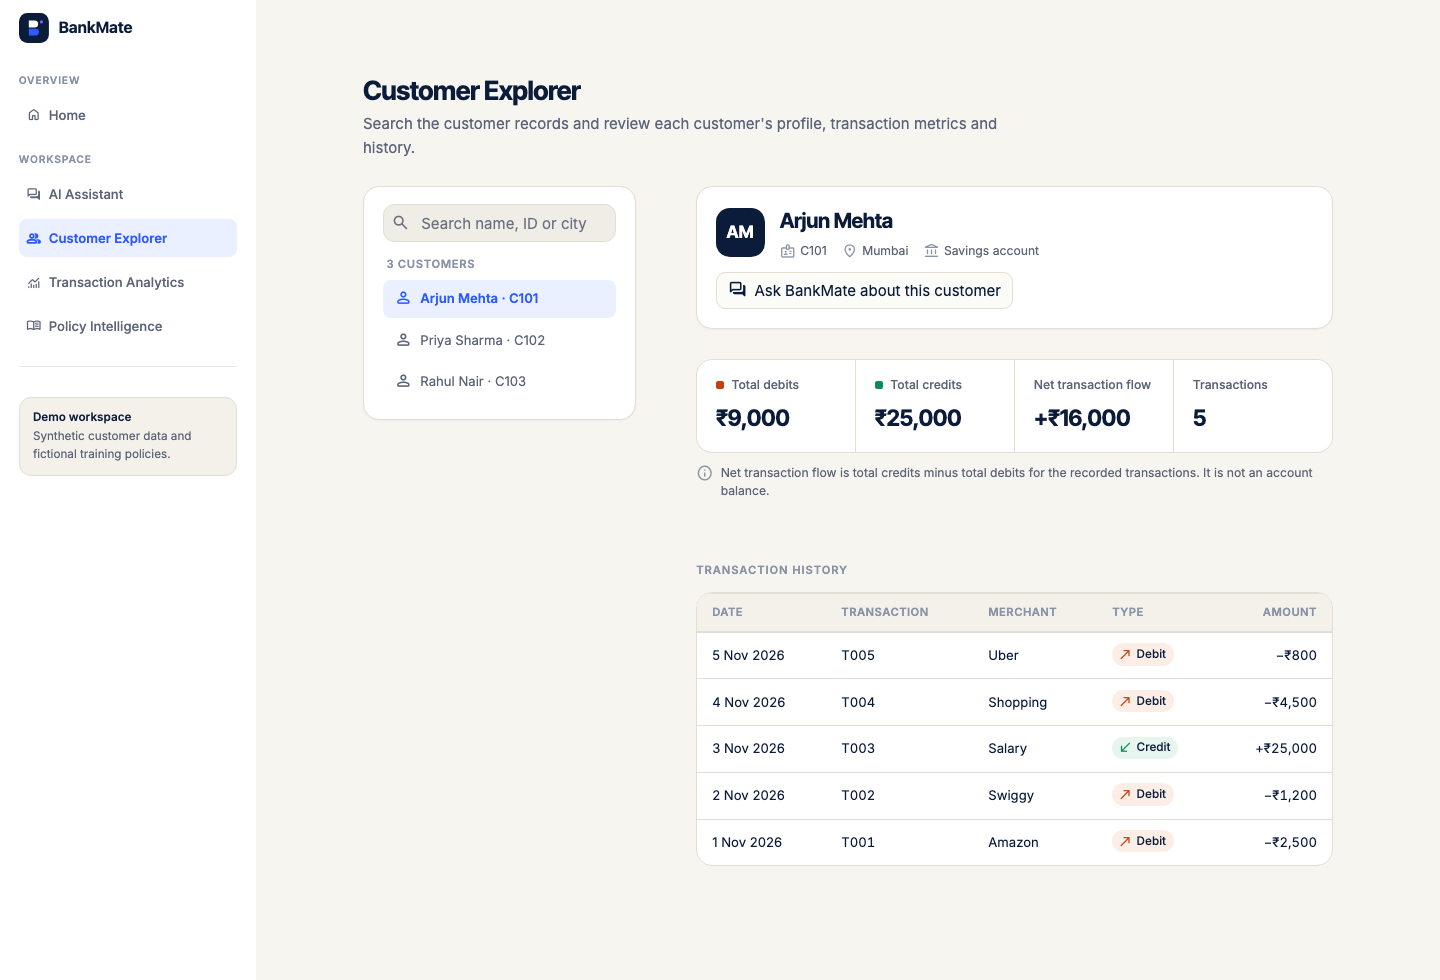 BankMate
OVERVIEW
Home
WORKSPACE
AI Assistant
Customer Explorer
Transaction Analytics
Policy Intelligence
Demo workspace
Synthetic customer data and
fictional training policies.
Customer Explorer
Search the customer records and review each customer's profile, transaction metrics and
history.
Search name, ID or city
3 CUSTOMERS
Arjun Mehta · C101
Priya Sharma · C102
Rahul Nair · C103
AM
Arjun Mehta
C101 Mumbai Savings account
Ask BankMate about this customer
Total debits Total credits Net transaction flow Transactions
₹9,000 ₹25,000 +₹16,000 5
Net transaction flow is total credits minus total debits for the recorded transactions. It is not an account
balance.
TRANSACTION HISTORY
DATE TRANSACTION MERCHANT TYPE AMOUNT
5 Nov 2026 T005 Uber Debit −₹800
4 Nov 2026 T004 Shopping Debit −₹4,500
3 Nov 2026 T003 Salary Credit +₹25,000
2 Nov 2026 T002 Swiggy Debit −₹1,200
1 Nov 2026 T001 Amazon Debit −₹2,500